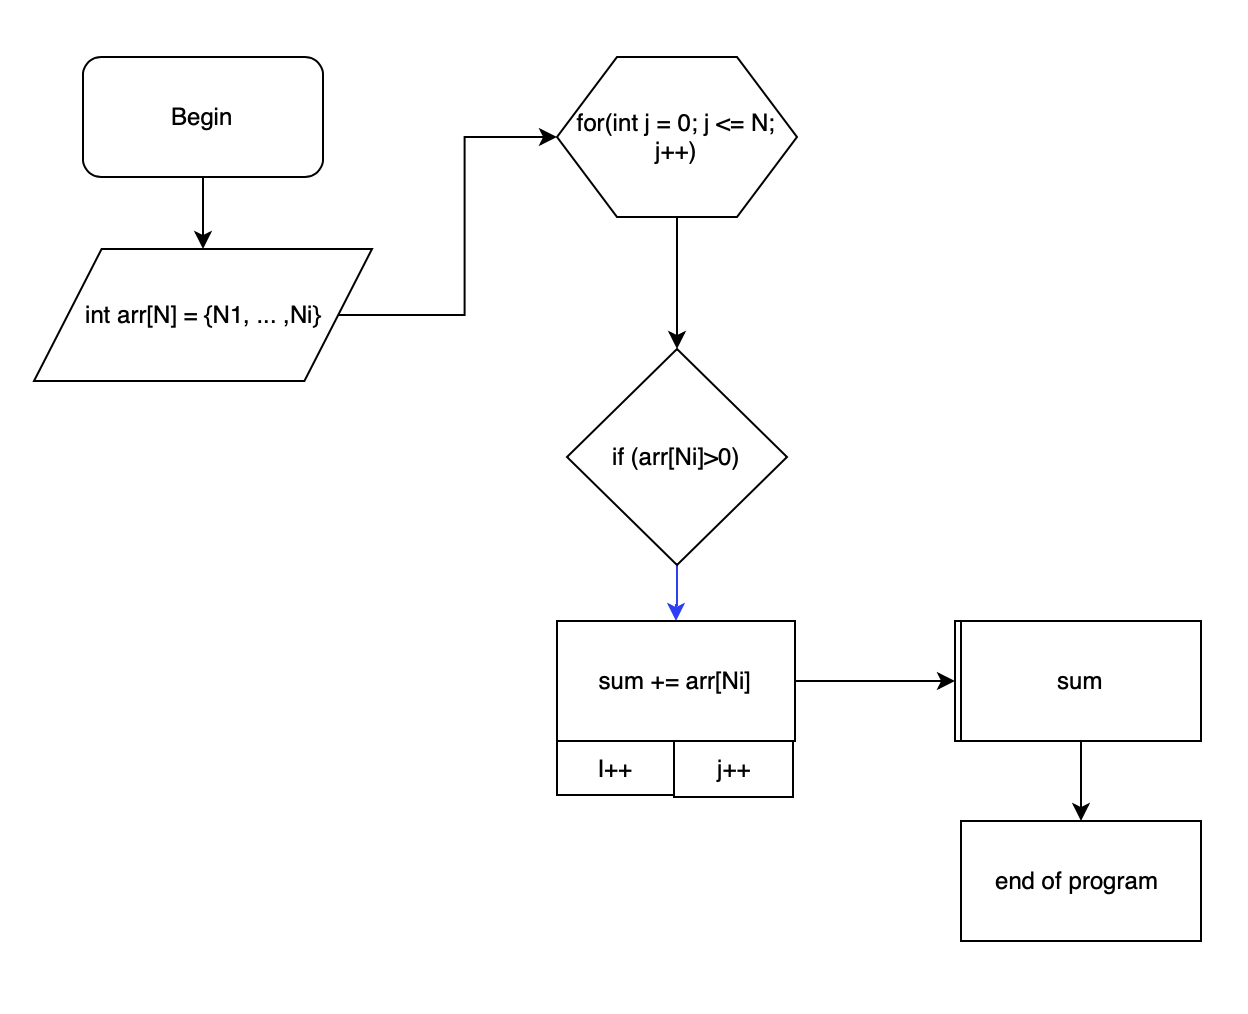 Begin
int arr[N] = {N1, ... ,Ni}
for(int j = 0; j <= N;
j++)
if (arr[Ni]>0)
sum += arr[Ni]
I++
j++
sum
end of program